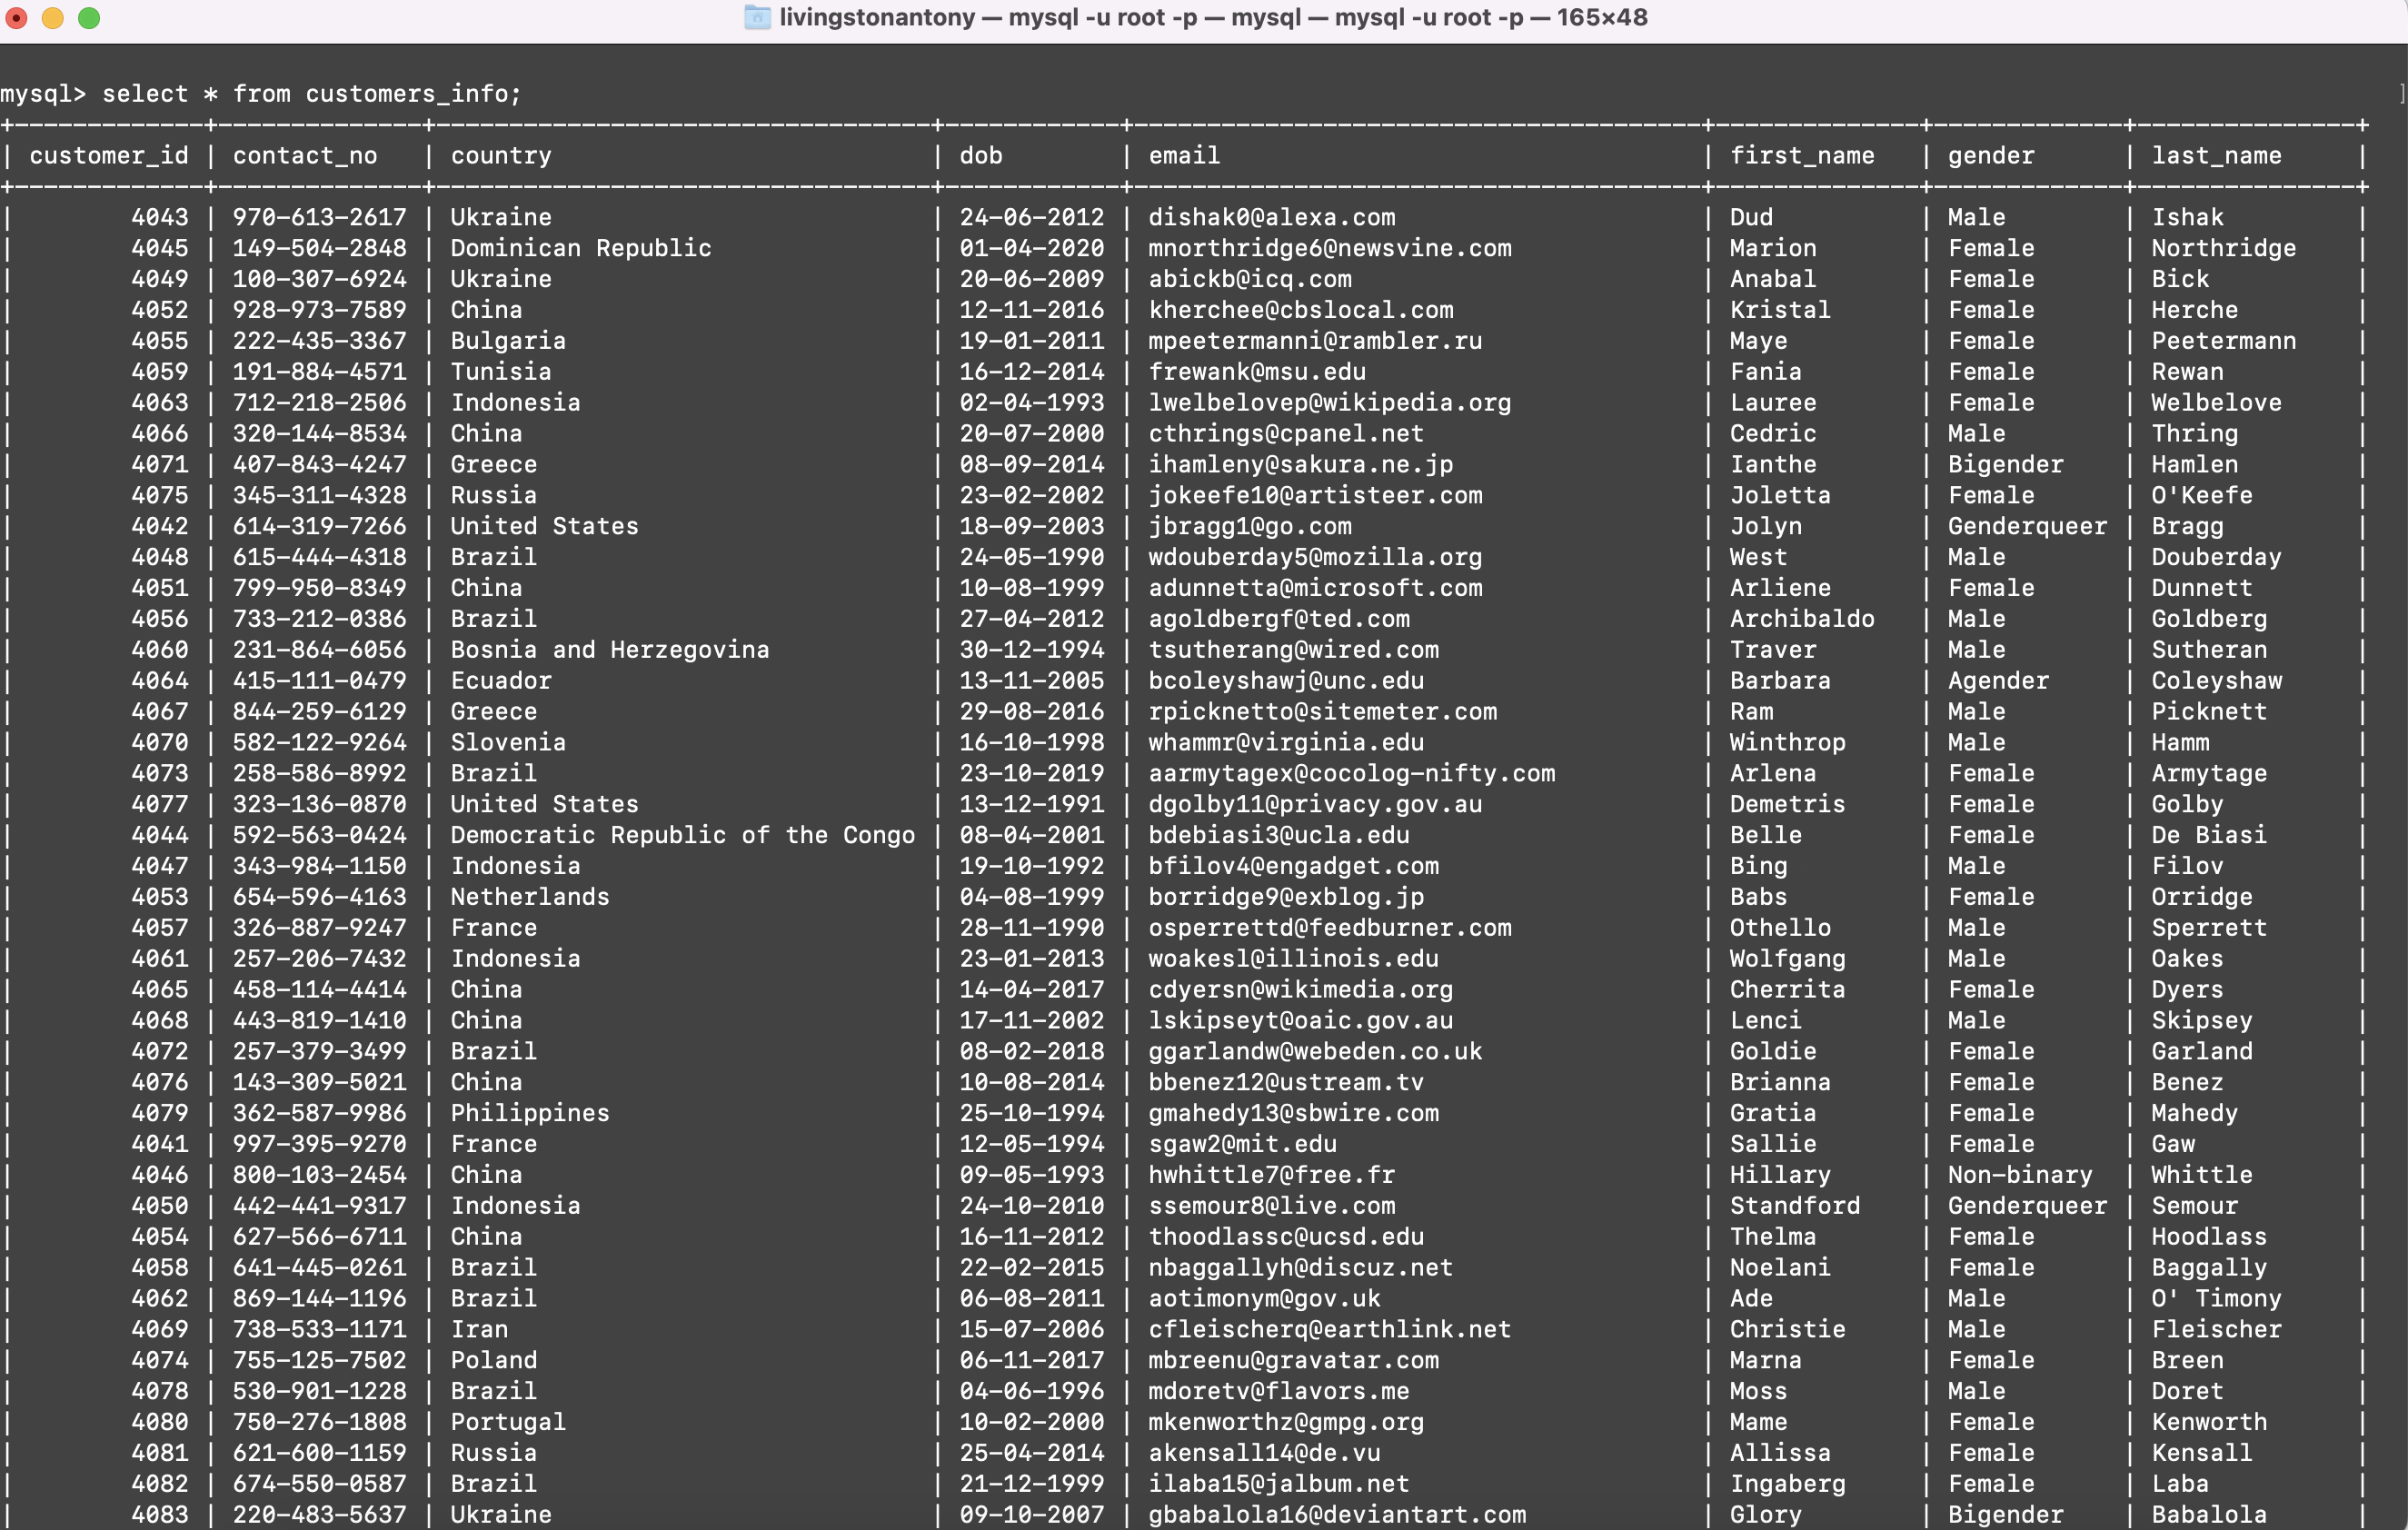 livingstonantony — mysql -u root -p — mysql — mysql -u root -p — 165×48
mysql> select * from customers_info;
+-------------+--------------+----------------------------------+------------+---------------------------------------+--------------+-------------+---------------+
| customer_id | contact_no | country | dob | email | first_name | gender | last_name |
+-------------+--------------+----------------------------------+------------+---------------------------------------+--------------+-------------+---------------+
| 4043 | 970-613-2617 | Ukraine | 24-06-2012 | dishak0@alexa.com | Dud | Male | Ishak |
| 4045 | 149-504-2848 | Dominican Republic | 01-04-2020 | mnorthridge6@newsvine.com | Marion | Female | Northridge |
| 4049 | 100-307-6924 | Ukraine | 20-06-2009 | abickb@icq.com | Anabal | Female | Bick |
| 4052 | 928-973-7589 | China | 12-11-2016 | kherchee@cbslocal.com | Kristal | Female | Herche |
| 4055 | 222-435-3367 | Bulgaria | 19-01-2011 | mpeetermanni@rambler.ru | Maye | Female | Peetermann |
| 4059 | 191-884-4571 | Tunisia | 16-12-2014 | frewank@msu.edu | Fania | Female | Rewan |
| 4063 | 712-218-2506 | Indonesia | 02-04-1993 | lwelbelovep@wikipedia.org | Lauree | Female | Welbelove |
| 4066 | 320-144-8534 | China | 20-07-2000 | cthrings@cpanel.net | Cedric | Male | Thring |
| 4071 | 407-843-4247 | Greece | 08-09-2014 | ihamleny@sakura.ne.jp | Ianthe | Bigender | Hamlen |
| 4075 | 345-311-4328 | Russia | 23-02-2002 | jokeefe10@artisteer.com | Joletta | Female | O'Keefe |
| 4042 | 614-319-7266 | United States | 18-09-2003 | jbragg1@go.com | Jolyn | Genderqueer | Bragg |
| 4048 | 615-444-4318 | Brazil | 24-05-1990 | wdouberday5@mozilla.org | West | Male | Douberday |
| 4051 | 799-950-8349 | China | 10-08-1999 | adunnetta@microsoft.com | Arliene | Female | Dunnett |
| 4056 | 733-212-0386 | Brazil | 27-04-2012 | agoldbergf@ted.com | Archibaldo | Male | Goldberg |
| 4060 | 231-864-6056 | Bosnia and Herzegovina | 30-12-1994 | tsutherang@wired.com | Traver | Male | Sutheran |
| 4064 | 415-111-0479 | Ecuador | 13-11-2005 | bcoleyshawj@unc.edu | Barbara | Agender | Coleyshaw |
| 4067 | 844-259-6129 | Greece | 29-08-2016 | rpicknetto@sitemeter.com | Ram | Male | Picknett |
| 4070 | 582-122-9264 | Slovenia | 16-10-1998 | whammr@virginia.edu | Winthrop | Male | Hamm |
| 4073 | 258-586-8992 | Brazil | 23-10-2019 | aarmytagex@cocolog-nifty.com | Arlena | Female | Armytage |
| 4077 | 323-136-0870 | United States | 13-12-1991 | dgolby11@privacy.gov.au | Demetris | Female | Golby |
| 4044 | 592-563-0424 | Democratic Republic of the Congo | 08-04-2001 | bdebiasi3@ucla.edu | Belle | Female | De Biasi |
| 4047 | 343-984-1150 | Indonesia | 19-10-1992 | bfilov4@engadget.com | Bing | Male | Filov |
| 4053 | 654-596-4163 | Netherlands | 04-08-1999 | borridge9@exblog.jp | Babs | Female | Orridge |
| 4057 | 326-887-9247 | France | 28-11-1990 | osperrettd@feedburner.com | Othello | Male | Sperrett |
| 4061 | 257-206-7432 | Indonesia | 23-01-2013 | woakesl@illinois.edu | Wolfgang | Male | Oakes |
| 4065 | 458-114-4414 | China | 14-04-2017 | cdyersn@wikimedia.org | Cherrita | Female | Dyers |
| 4068 | 443-819-1410 | China | 17-11-2002 | lskipseyt@oaic.gov.au | Lenci | Male | Skipsey |
| 4072 | 257-379-3499 | Brazil | 08-02-2018 | ggarlandw@webeden.co.uk | Goldie | Female | Garland |
| 4076 | 143-309-5021 | China | 10-08-2014 | bbenez12@ustream.tv | Brianna | Female | Benez |
| 4079 | 362-587-9986 | Philippines | 25-10-1994 | gmahedy13@sbwire.com | Gratia | Female | Mahedy |
| 4041 | 997-395-9270 | France | 12-05-1994 | sgaw2@mit.edu | Sallie | Female | Gaw |
| 4046 | 800-103-2454 | China | 09-05-1993 | hwhittle7@free.fr | Hillary | Non-binary | Whittle |
| 4050 | 442-441-9317 | Indonesia | 24-10-2010 | ssemour8@live.com | Standford | Genderqueer | Semour |
| 4054 | 627-566-6711 | China | 16-11-2012 | thoodlassc@ucsd.edu | Thelma | Female | Hoodlass |
| 4058 | 641-445-0261 | Brazil | 22-02-2015 | nbaggallyh@discuz.net | Noelani | Female | Baggally |
| 4062 | 869-144-1196 | Brazil | 06-08-2011 | aotimonym@gov.uk | Ade | Male | O' Timony |
| 4069 | 738-533-1171 | Iran | 15-07-2006 | cfleischerq@earthlink.net | Christie | Male | Fleischer |
| 4074 | 755-125-7502 | Poland | 06-11-2017 | mbreenu@gravatar.com | Marna | Female | Breen |
| 4078 | 530-901-1228 | Brazil | 04-06-1996 | mdoretv@flavors.me | Moss | Male | Doret |
| 4080 | 750-276-1808 | Portugal | 10-02-2000 | mkenworthz@gmpg.org | Mame | Female | Kenworth |
| 4081 | 621-600-1159 | Russia | 25-04-2014 | akensall14@de.vu | Allissa | Female | Kensall |
| 4082 | 674-550-0587 | Brazil | 21-12-1999 | ilaba15@jalbum.net | Ingaberg | Female | Laba |
| 4083 | 220-483-5637 | Ukraine | 09-10-2007 | gbabalola16@deviantart.com | Glory | Bigender | Babalola |